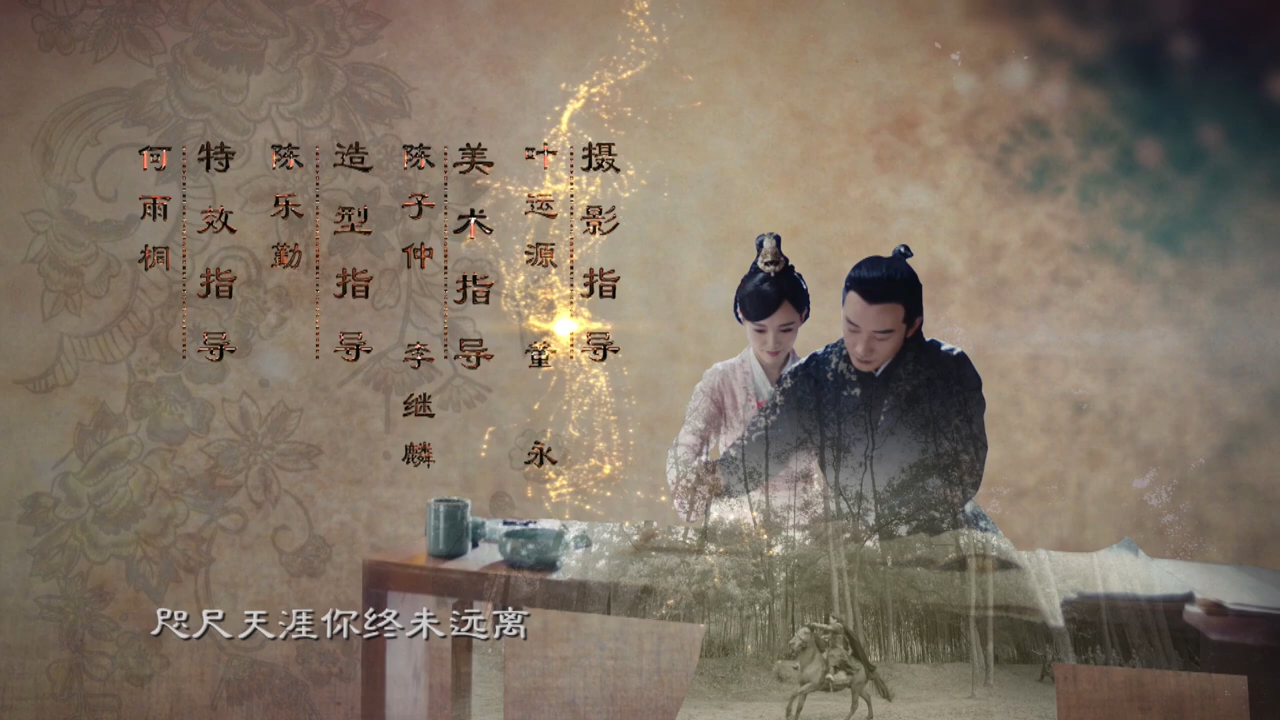 摄影指导
叶运源 董永
美术指导
陈子仲 李继麟
造型指导
陈乐勤
特效指导
何雨桐
咫尺天涯你终未远离